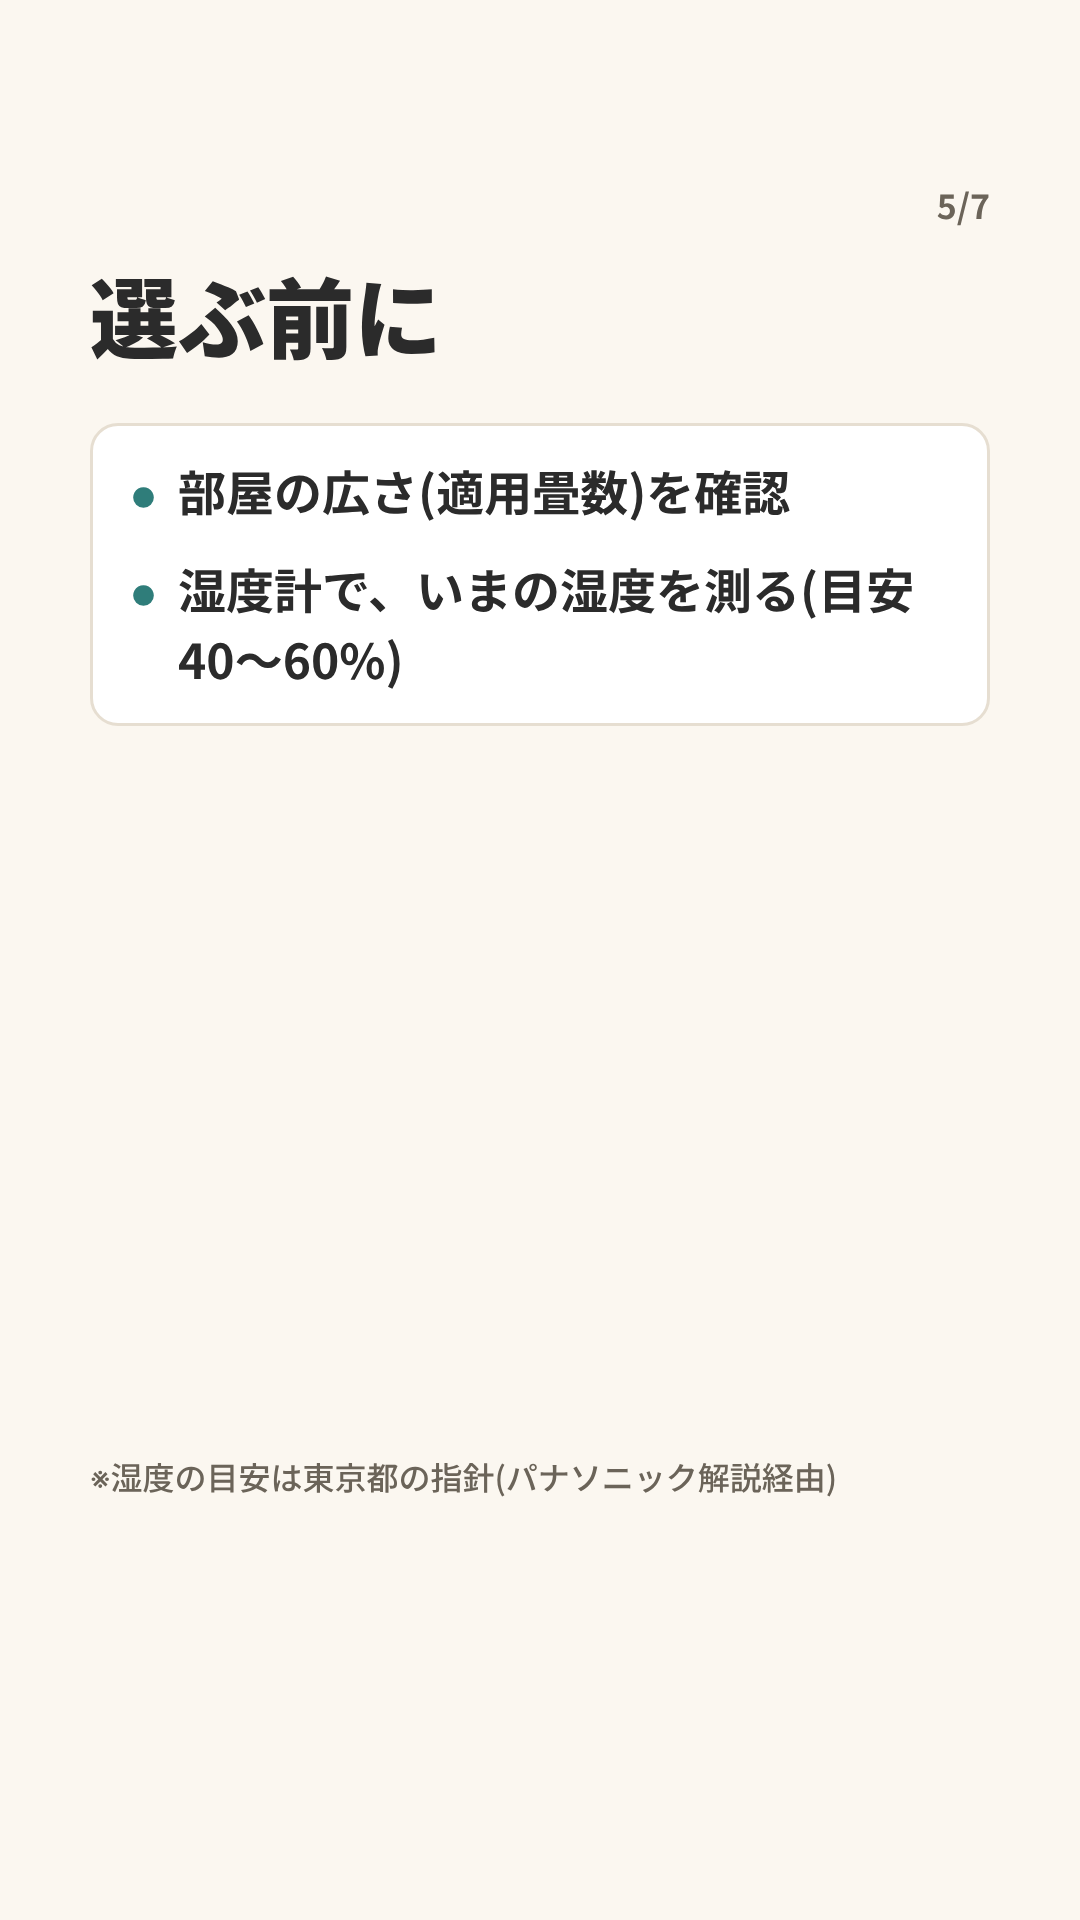 5/7
選ぶ前に
● 部屋の広さ(適用畳数)を確認
● 湿度計で、いまの湿度を測る(目安
40〜60%)
※湿度の目安は東京都の指針(パナソニック解説経由)